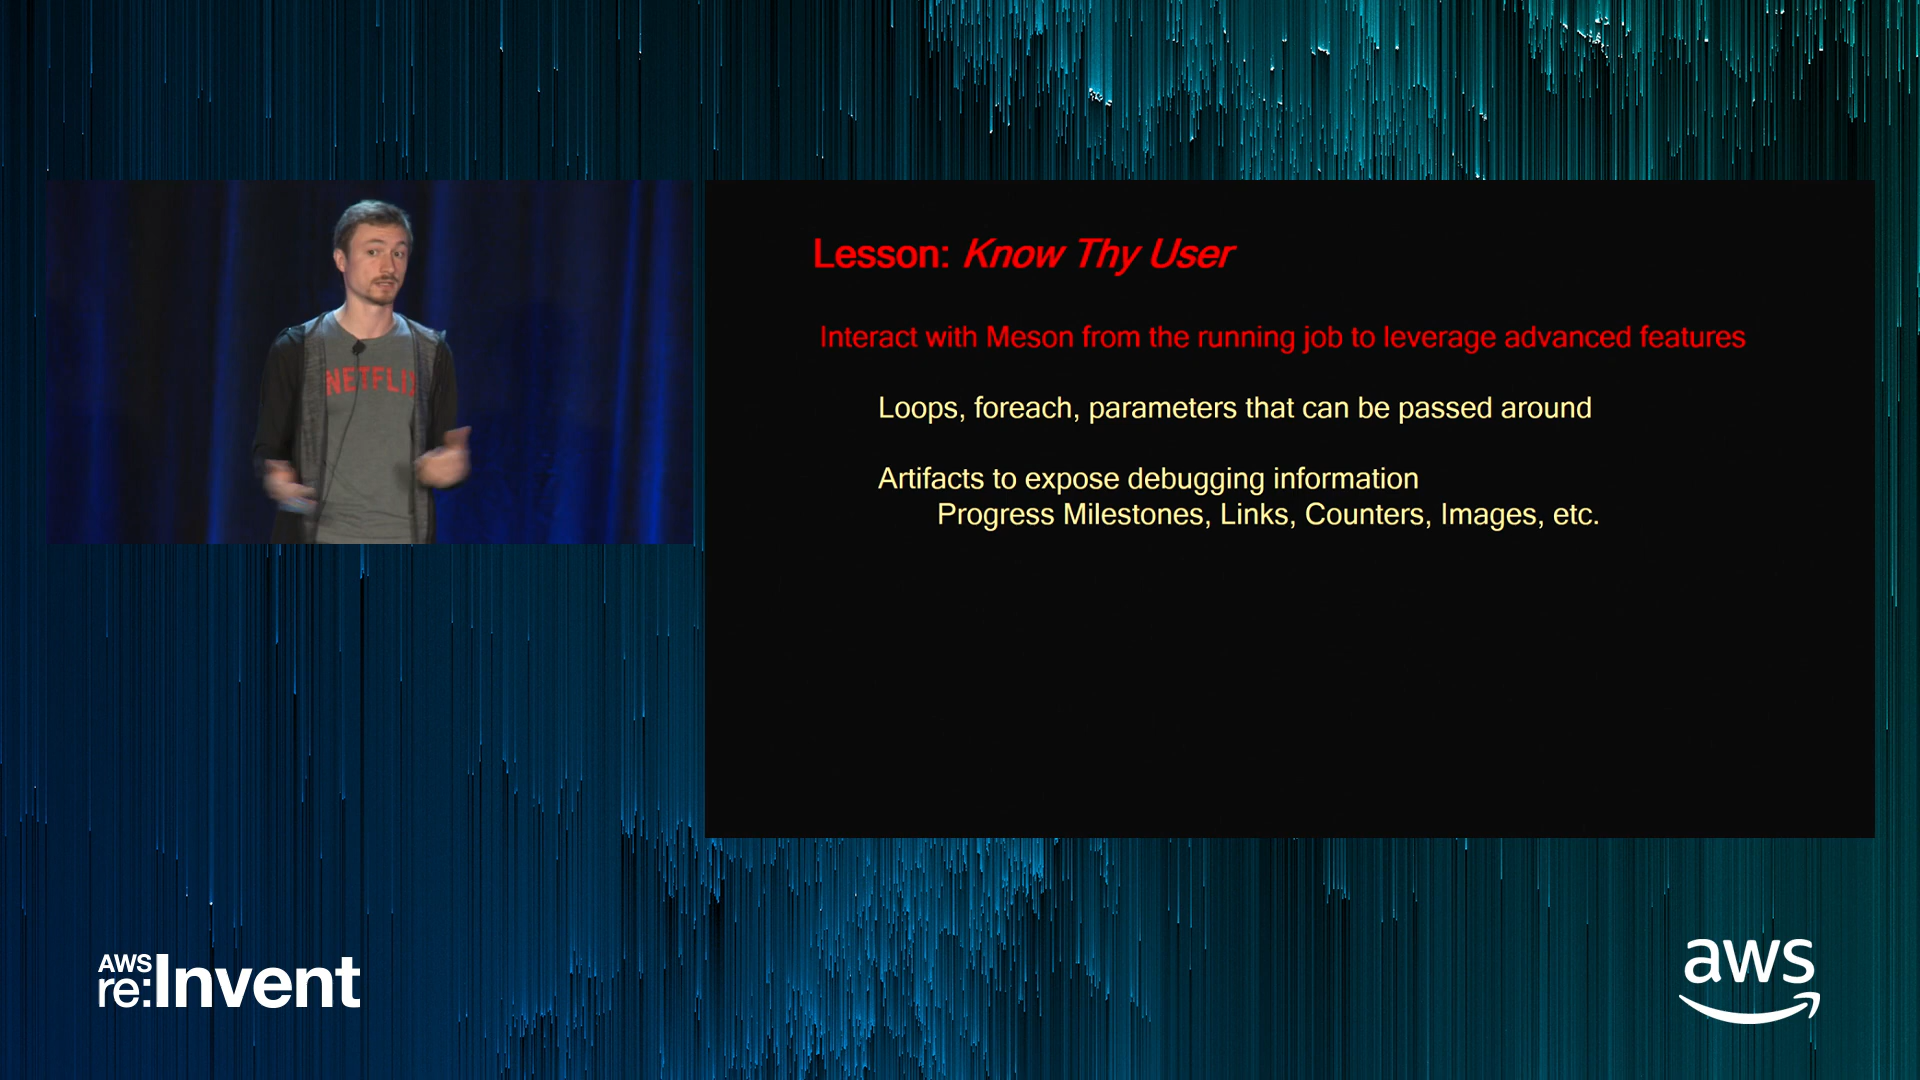 NETFLIX
Lesson: Know Thy User
Interact with Meson from the running job to leverage advanced features
Loops, foreach, parameters that can be passed around
Artifacts to expose debugging information
Progress Milestones, Links, Counters, Images, etc.
AWS
re:Invent
aws